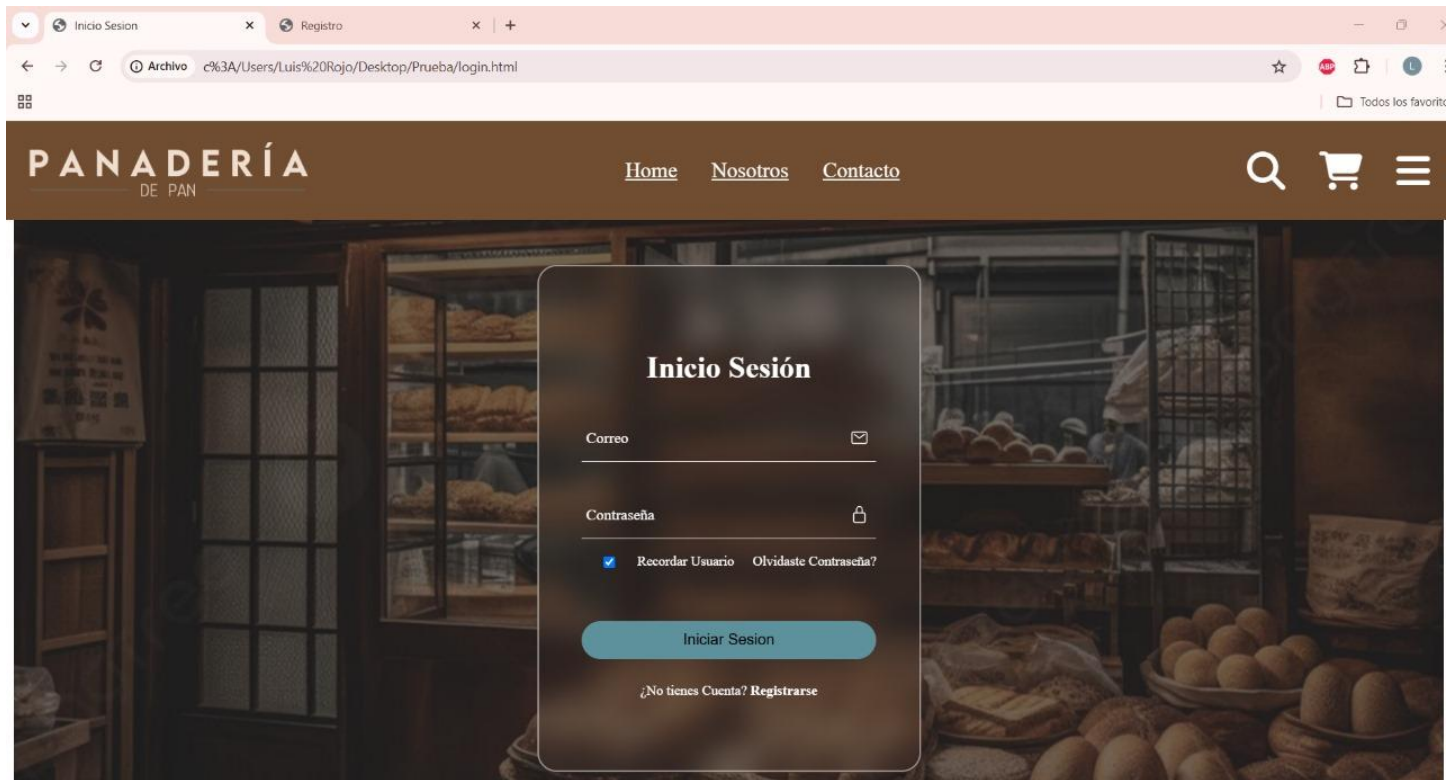 Inicio Sesion
Registro
Archivo c%3A/Users/Luis%20Rojo/Desktop/Prueba/login.html
ABP
L
Todos los favorito
PANADERÍA
DE PAN
Home Nosotros Contacto
Inicio Sesión
Correo
Contraseña
Recordar Usuario Olvidaste Contraseña?
Iniciar Sesion
¿No tienes Cuenta? Registrarse